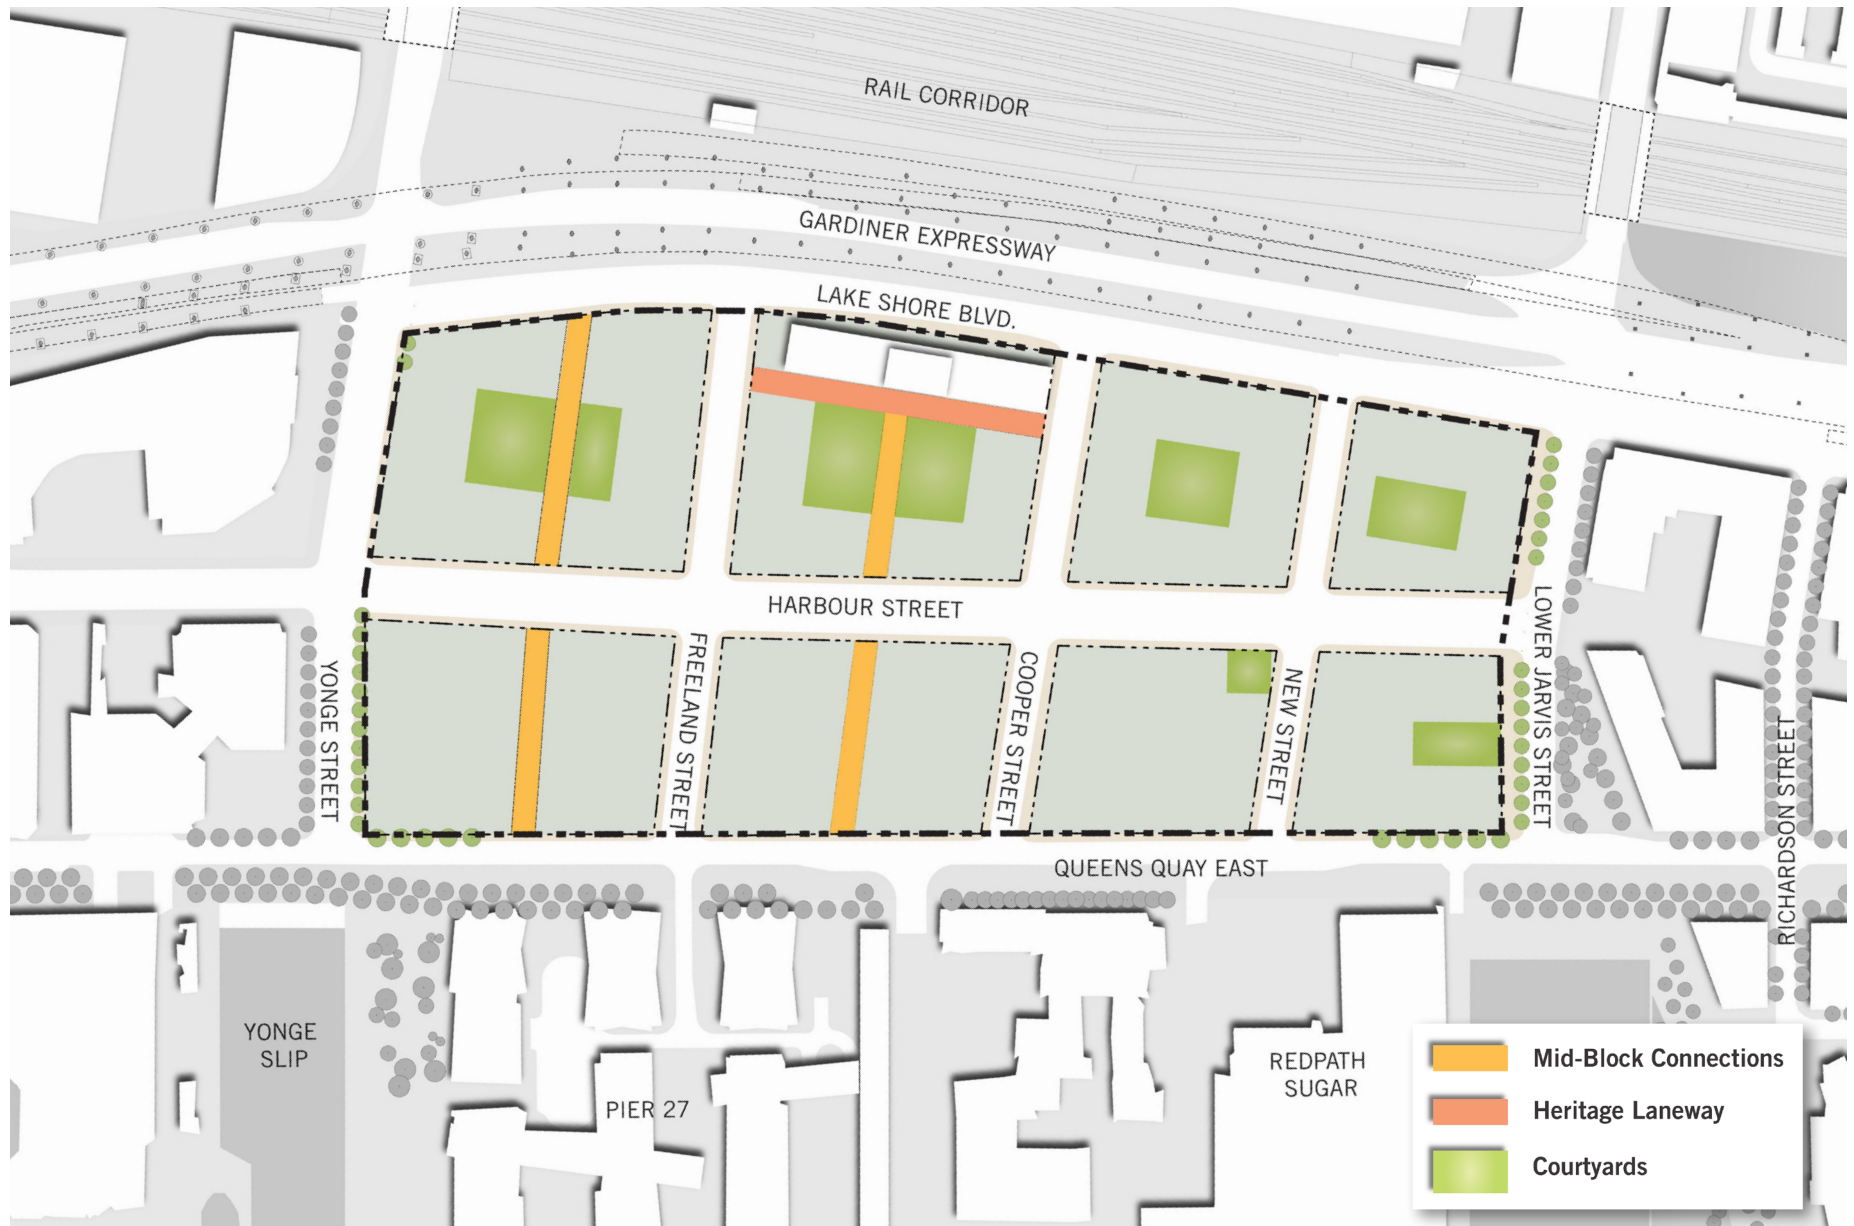 RAIL CORRIDOR
GARDINER EXPRESSWAY
LAKE SHORE BLVD.
HARBOUR STREET
YONGE STREET
FREELAND STREET
COOPER STREET
NEW STREET
LOWER JARVIS STREET
RICHARDSON STREET
QUEENS QUAY EAST
YONGE
SLIP
PIER 27
REDPATH
SUGAR
Mid-Block Connections
Heritage Laneway
Courtyards